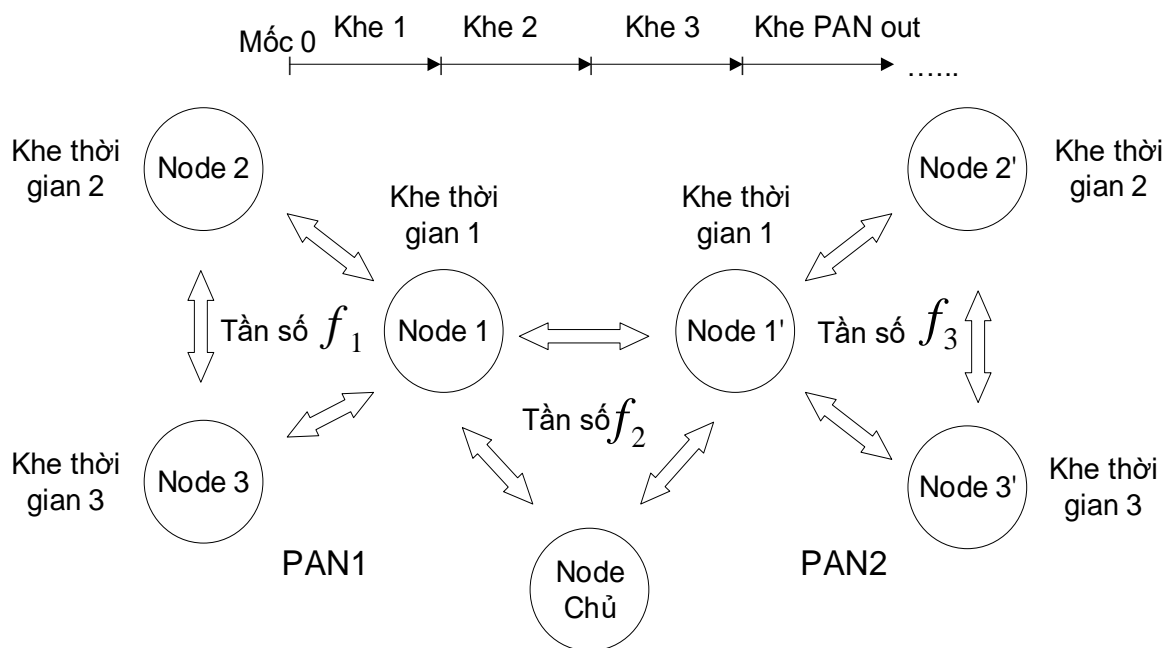 Mốc 0
Khe 1
Khe 2
Khe 3
Khe PAN out
......
Khe thời
gian 2
Node 2
Khe thời
gian 1
Khe thời
gian 1
Node 2'
Khe thời
gian 2
Tần số f1
Node 1
Node 1'
Tần số f3
Tần số f2
Khe thời
gian 3
Node 3
Node 3'
Khe thời
gian 3
PAN1
Node
Chủ
PAN2